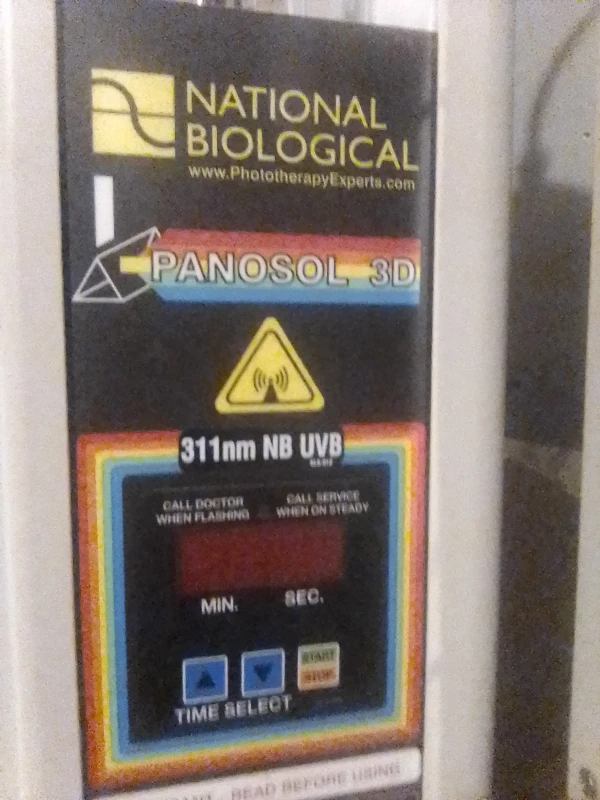 NATIONAL
BIOLOGICAL
www.PhototherapyExperts.com
PANOSOL 3D
311nm NB UVB
CALL DOCTOR
WHEN FLASHING
CALL SERVICE
WHEN ON STEADY
MIN. SEC.
START
STOP
TIME SELECT
READ BEFORE USING